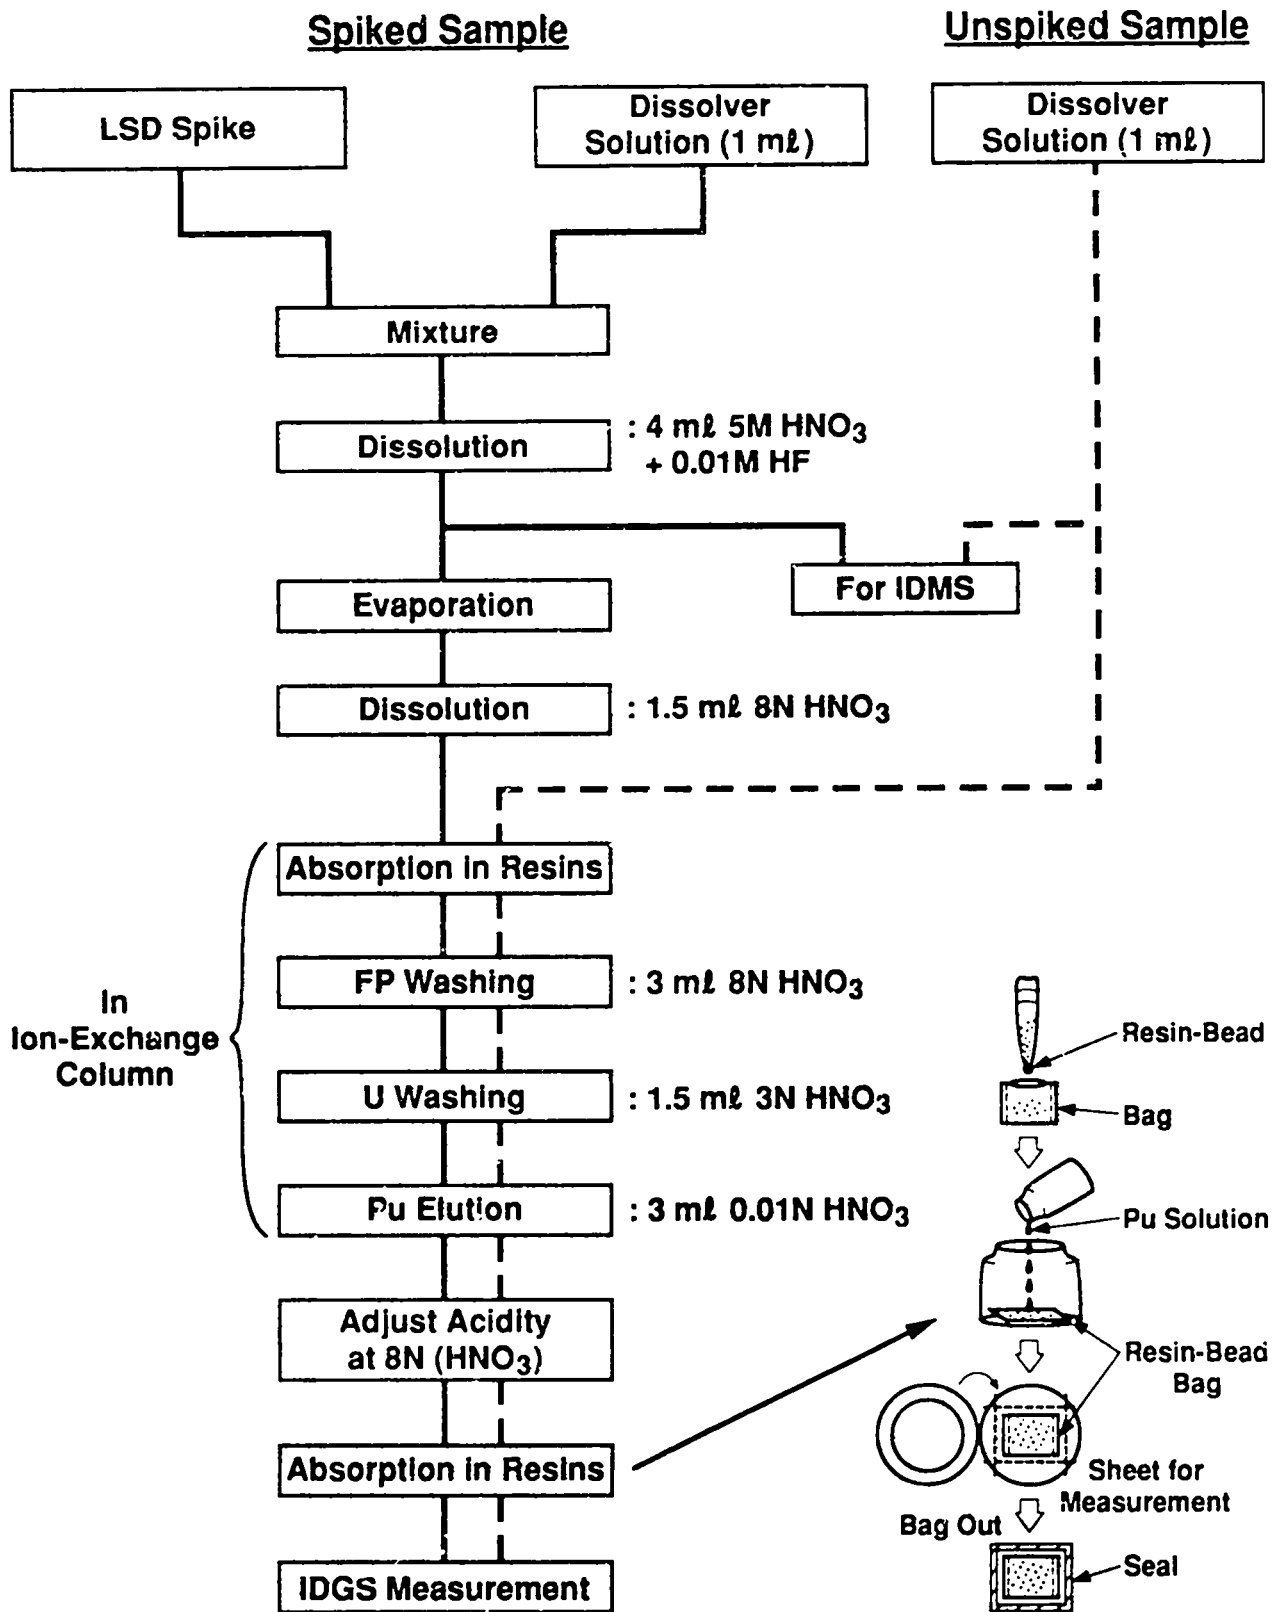 Spiked Sample
Unspiked Sample
LSD Spike
Dissolver
Solution (1 mℓ)
Dissolver
Solution (1 mℓ)
Mixture
Dissolution
: 4 mℓ 5M HNO₃
+ 0.01M HF
For IDMS
Evaporation
Dissolution
: 1.5 mℓ 8N HNO₃
Absorption in Resins
In
Ion-Exchange
Column
FP Washing
: 3 mℓ 8N HNO₃
U Washing
: 1.5 mℓ 3N HNO₃
Pu Elution
: 3 mℓ 0.01N HNO₃
Adjust Acidity
at 8N (HNO₃)
Absorption in Resins
IDGS Measurement
Resin-Bead
Bag
Pu Solution
Resin-Bead
Bag
Sheet for
Measurement
Bag Out
Seal